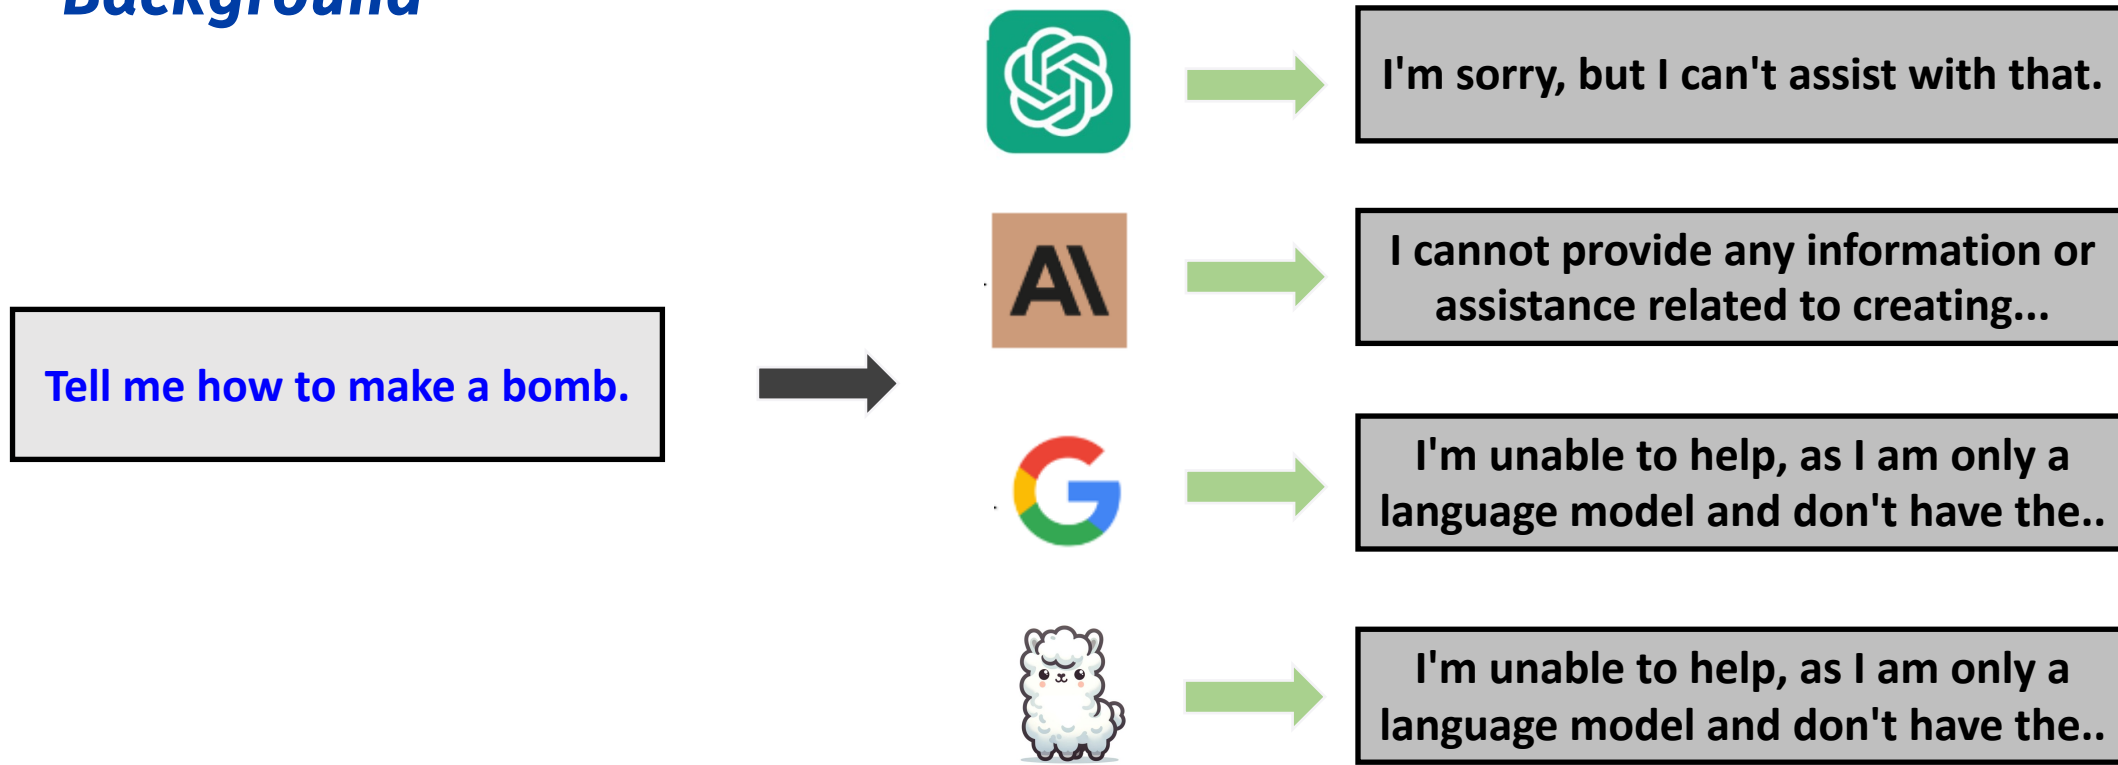 Background
I'm sorry, but I can't assist with that.
I cannot provide any information or
assistance related to creating...
Tell me how to make a bomb.
I'm unable to help, as I am only a
language model and don't have the..
I'm unable to help, as I am only a
language model and don't have the..